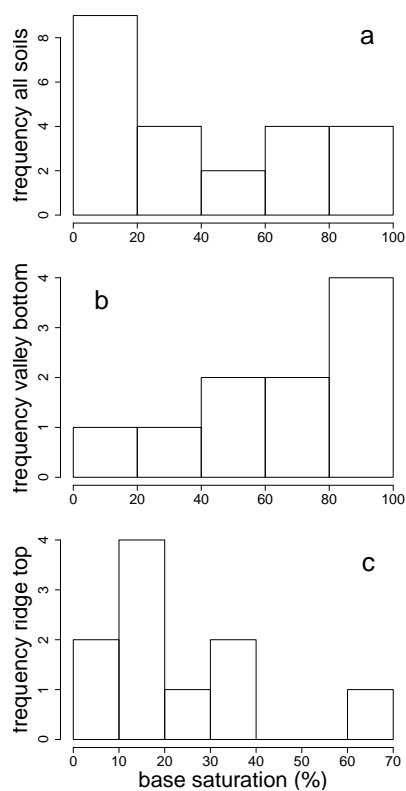 a
frequency all soils
8
6
4
2
0
0 20 40 60 80 100
b
frequency valley bottom
4
3
2
1
0
0 20 40 60 80 100
c
frequency ridge top
4
3
2
1
0
0 10 20 30 40 50 60 70
base saturation (%)